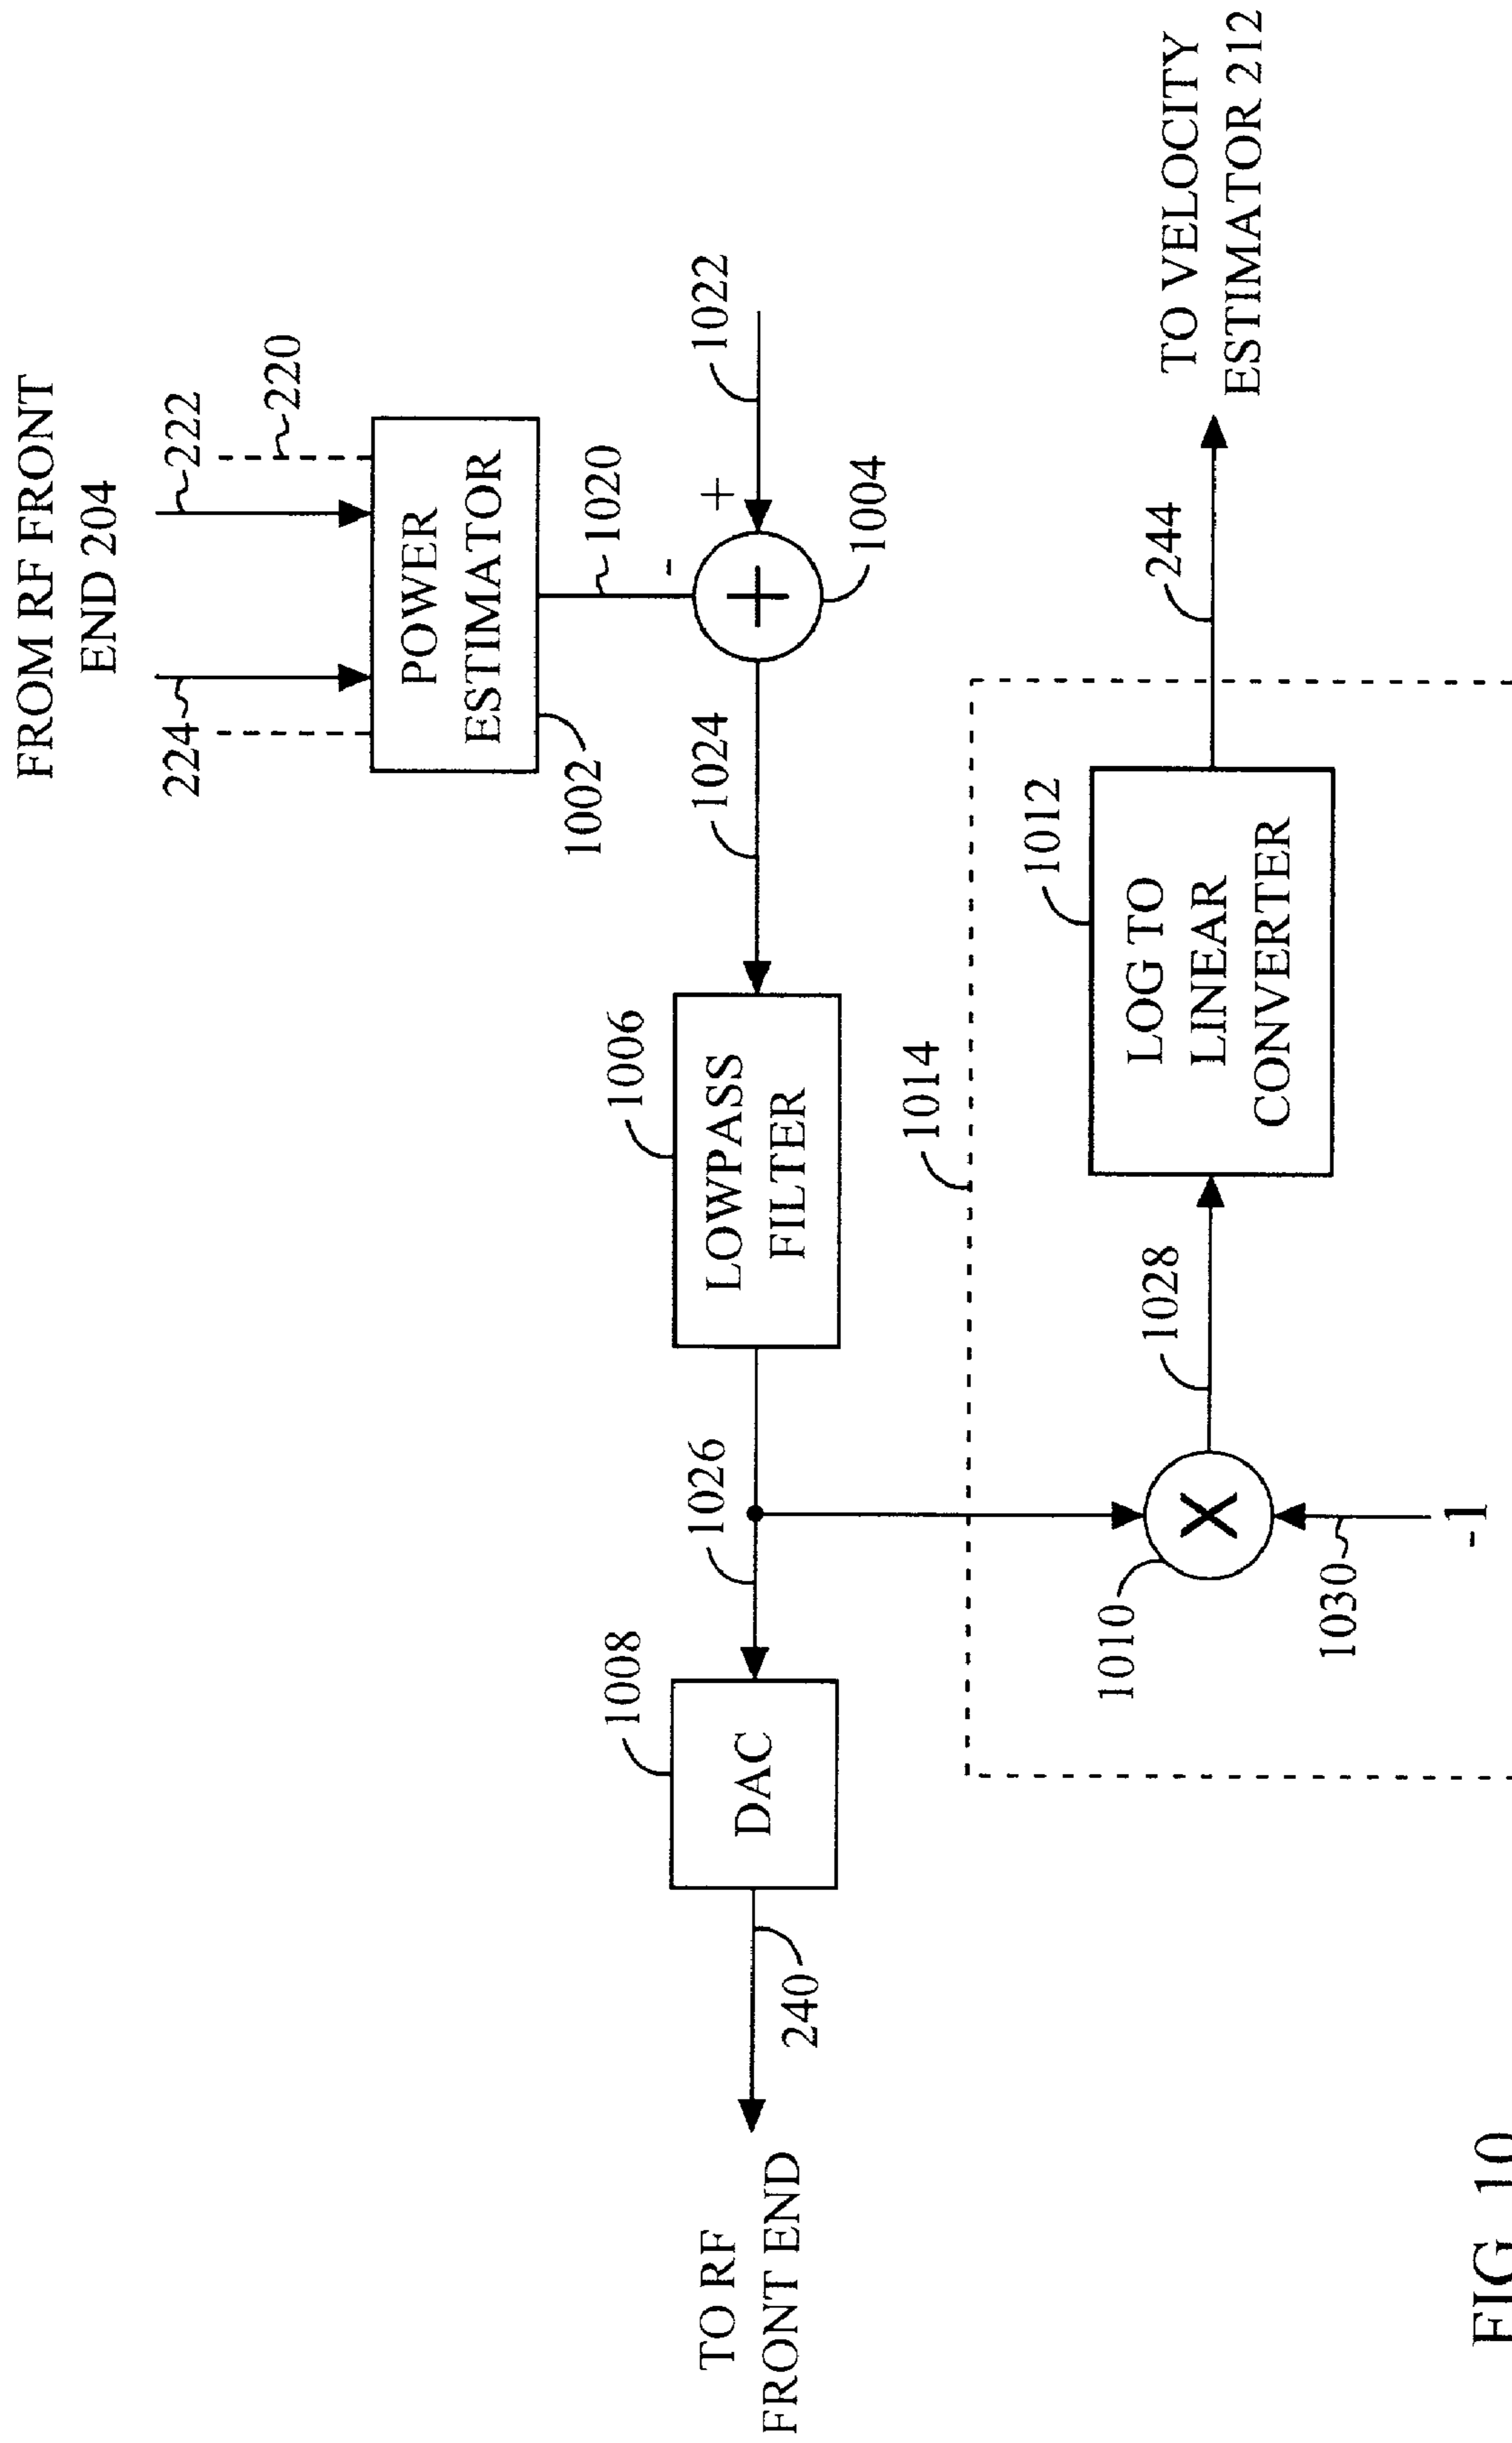 FROM RF FRONT
END 204
224
222
220
POWER
ESTIMATOR
1002
1020
-
+
1022
+
1004
1024
1006
LOWPASS
FILTER
1026
1008
DAC
240
TO RF
FRONT END
1014
1010
X
1030
-1
1028
1012
LOG TO
LINEAR
CONVERTER
244
TO VELOCITY
ESTIMATOR 212
FIG 10